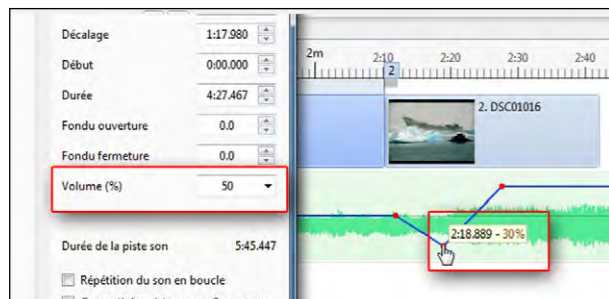 Décalage 1:17.980
Début 0:00.000
Durée 4:27.467
Fondu ouverture 0.0
Fondu fermeture 0.0
Volume (%) 50
Durée de la piste son 5:45.447
Répétition du son en boucle
2m 2:10 2:20 2:30 2:40
2
2. DSC01016
2:18.889 - 30%